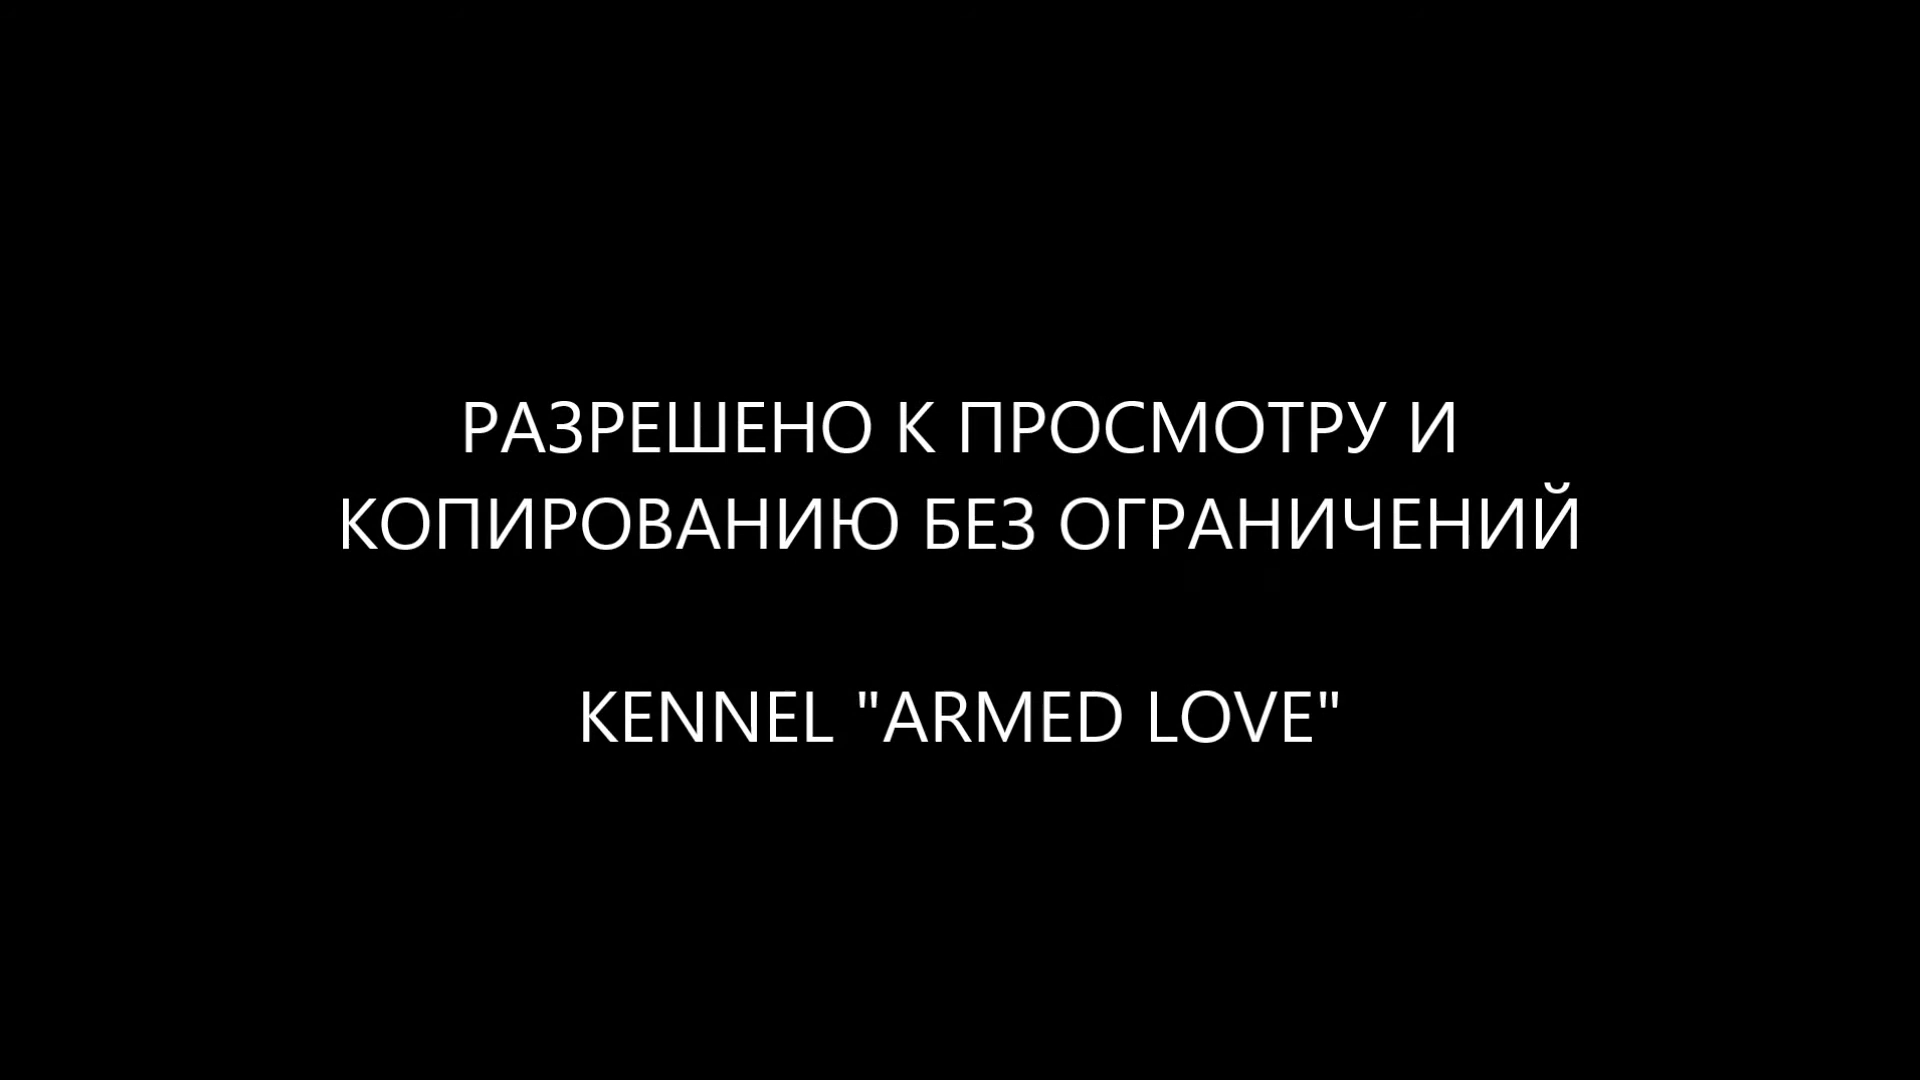 РАЗРЕШЕНО К ПРОСМОТРУ И
КОПИРОВАНИЮ БЕЗ ОГРАНИЧЕНИЙ
KENNEL "ARMED LOVE"